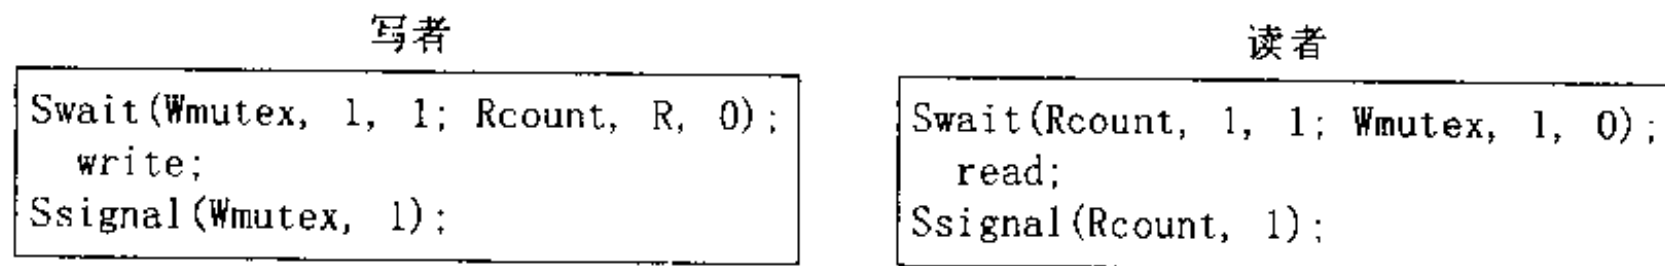 写者
Swait(Wmutex, 1, 1; Rcount, R, 0);
write;
Ssignal(Wmutex, 1);
读者
Swait(Rcount, 1, 1; Wmutex, 1, 0);
read;
Ssignal(Rcount, 1);